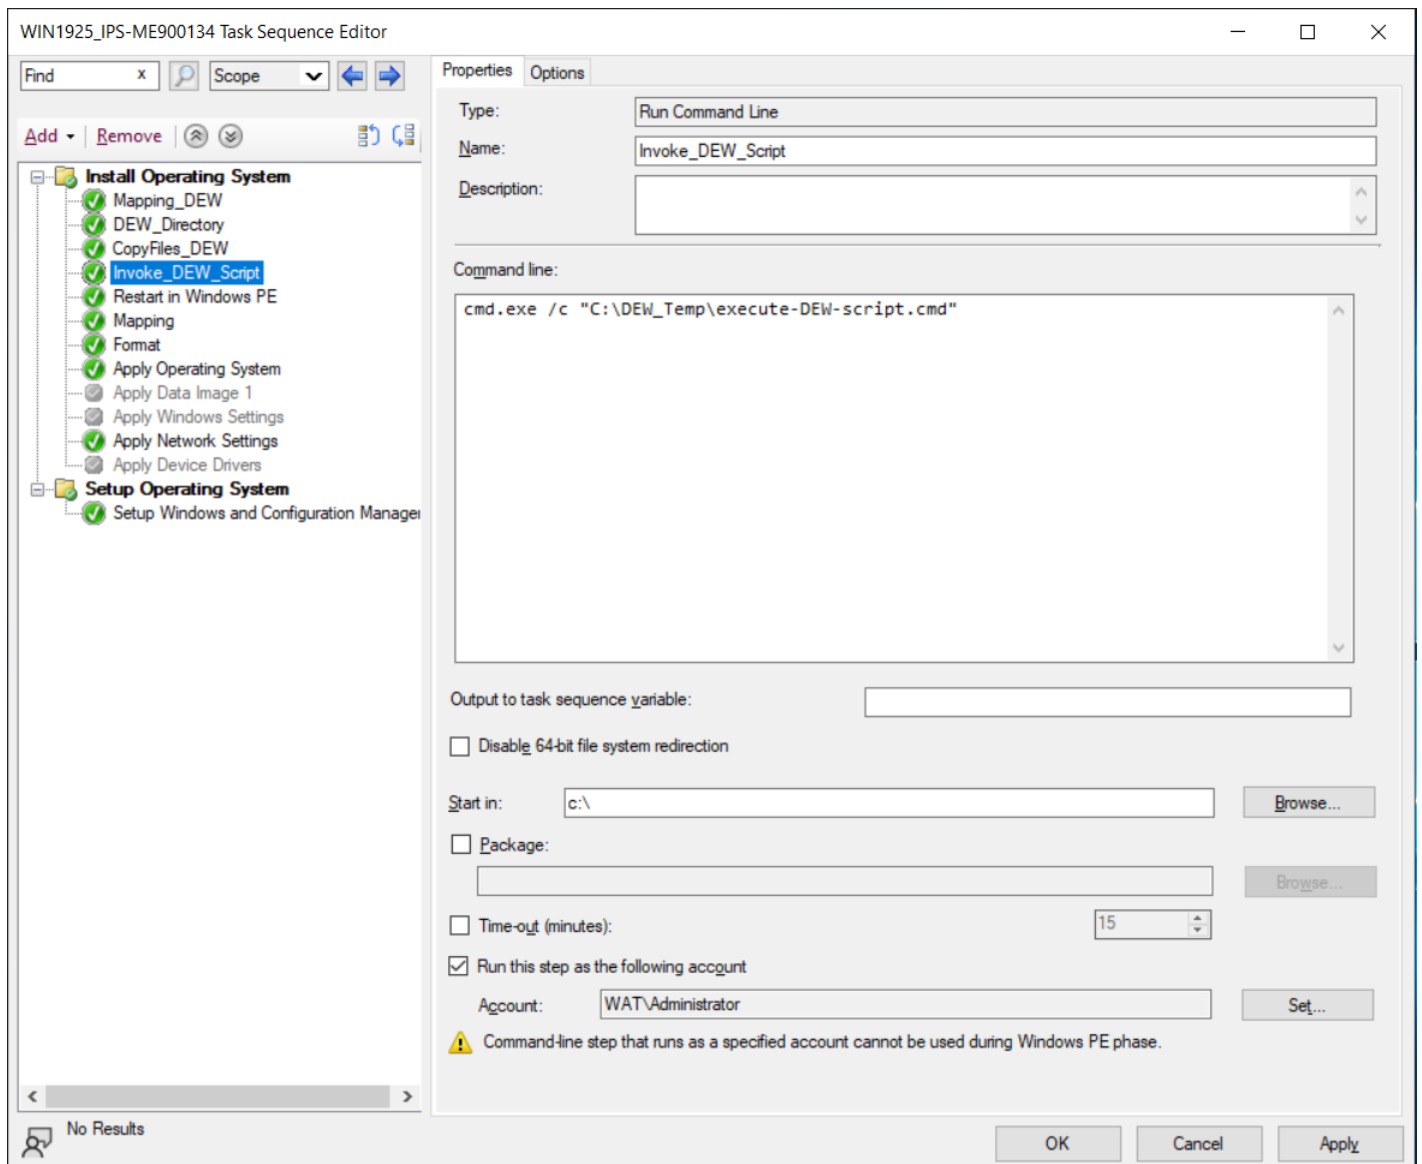 WIN1925_IPS-ME900134 Task Sequence Editor
Find x Scope
Add Remove
Install Operating System
Mapping_DEW
DEW_Directory
CopyFiles_DEW
Invoke_DEW_Script
Restart in Windows PE
Mapping
Format
Apply Operating System
Apply Data Image 1
Apply Windows Settings
Apply Network Settings
Apply Device Drivers
Setup Operating System
Setup Windows and Configuration Manager
No Results
Properties Options
Type: Run Command Line
Name: Invoke_DEW_Script
Description:
Command line:
cmd.exe /c "C:\DEW_Temp\execute-DEW-script.cmd"
Output to task sequence variable:
Disable 64-bit file system redirection
Start in: c:\ Browse...
Package:
Browse...
Time-out (minutes): 15
Run this step as the following account
Account: WAT\Administrator Set...
Command-line step that runs as a specified account cannot be used during Windows PE phase.
OK Cancel Apply